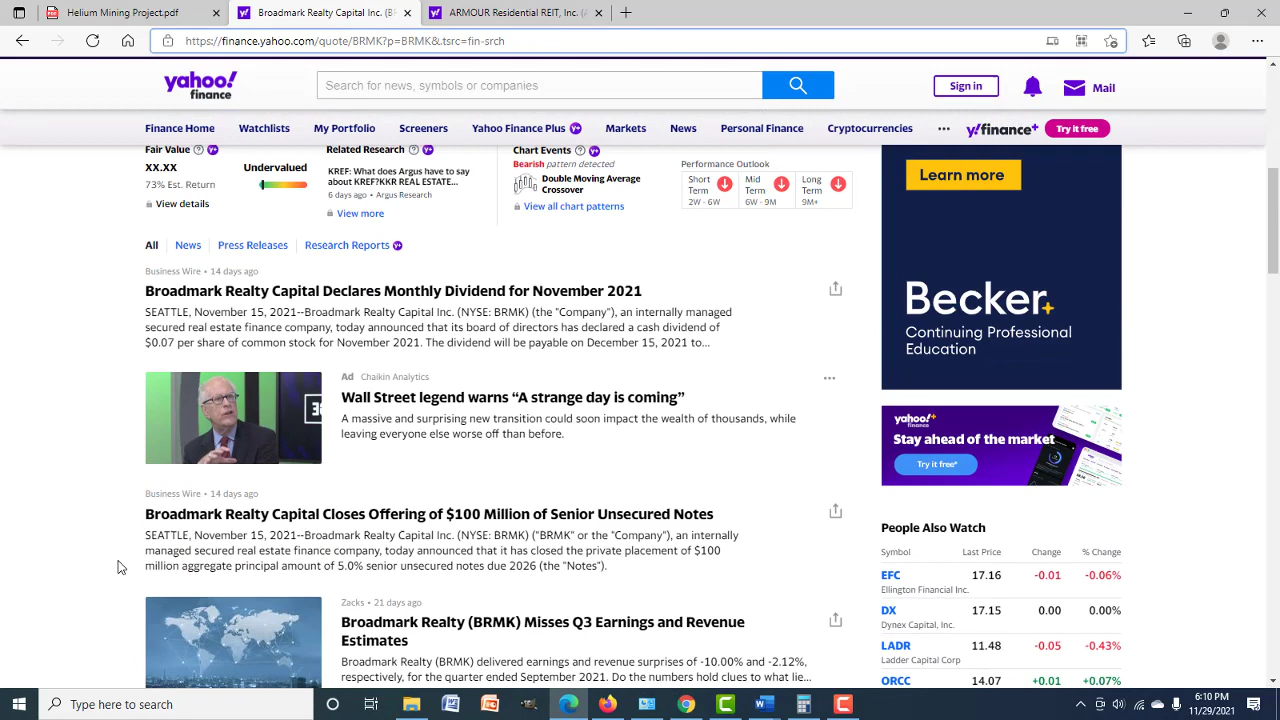 Helium Mining Profitability - Pro
Broadmark Realty Capital Inc. (B
ARMOUR Residential REIT, Inc. (A
https://finance.yahoo.com/quote/BRMK?p=BRMK&.tsrc=fin-srch
yahoo!
finance
Search for news, symbols or companies
Sign in
Mail
Finance Home
Watchlists
My Portfolio
Screeners
Yahoo Finance Plus Y+
Markets
News
Personal Finance
Cryptocurrencies
...
y!finance+
Try it free
Fair Value
XX.XX
Undervalued
73% Est. Return
View details
Related Research
KREF: What does Argus have to say
about KREF?KKR REAL ESTATE...
6 days ago • Argus Research
View more
Chart Events
Bearish pattern detected
Double Moving Average
Crossover
View all chart patterns
Performance Outlook
Short
Term
2W - 6W
Mid
Term
6W - 9M
Long
Term
9M+
All
News
Press Releases
Research Reports Y+
Business Wire • 14 days ago
Broadmark Realty Capital Declares Monthly Dividend for November 2021
SEATTLE, November 15, 2021--Broadmark Realty Capital Inc. (NYSE: BRMK) (the "Company"), an internally managed
secured real estate finance company, today announced that its board of directors has declared a cash dividend of
$0.07 per share of common stock for November 2021. The dividend will be payable on December 15, 2021 to...
Ad Chaikin Analytics
Wall Street legend warns “A strange day is coming”
A massive and surprising new transition could soon impact the wealth of thousands, while
leaving everyone else worse off than before.
Business Wire • 14 days ago
Broadmark Realty Capital Closes Offering of $100 Million of Senior Unsecured Notes
SEATTLE, November 15, 2021--Broadmark Realty Capital Inc. (NYSE: BRMK) ("BRMK" or the "Company), an internally
managed secured real estate finance company, today announced that it has closed the private placement of $100
million aggregate principal amount of 5.0% senior unsecured notes due 2026 (the "Notes").
Zacks • 21 days ago
Broadmark Realty (BRMK) Misses Q3 Earnings and Revenue
Estimates
Broadmark Realty (BRMK) delivered earnings and revenue surprises of -10.00% and -2.12%,
respectively, for the quarter ended September 2021. Do the numbers hold clues to what lie...
Learn more
Becker+
Continuing Professional
Education
yahoo!+
finance
Stay ahead of the market
Try it free*
People Also Watch
Symbol Last Price Change % Change
EFC 17.16 -0.01 -0.06%
Ellington Financial Inc.
DX 17.15 0.00 0.00%
Dynex Capital, Inc.
LADR 11.48 -0.05 -0.43%
Ladder Capital Corp
ORCC 14.07 +0.01 +0.07%
Type here to search
6:10 PM
11/29/2021